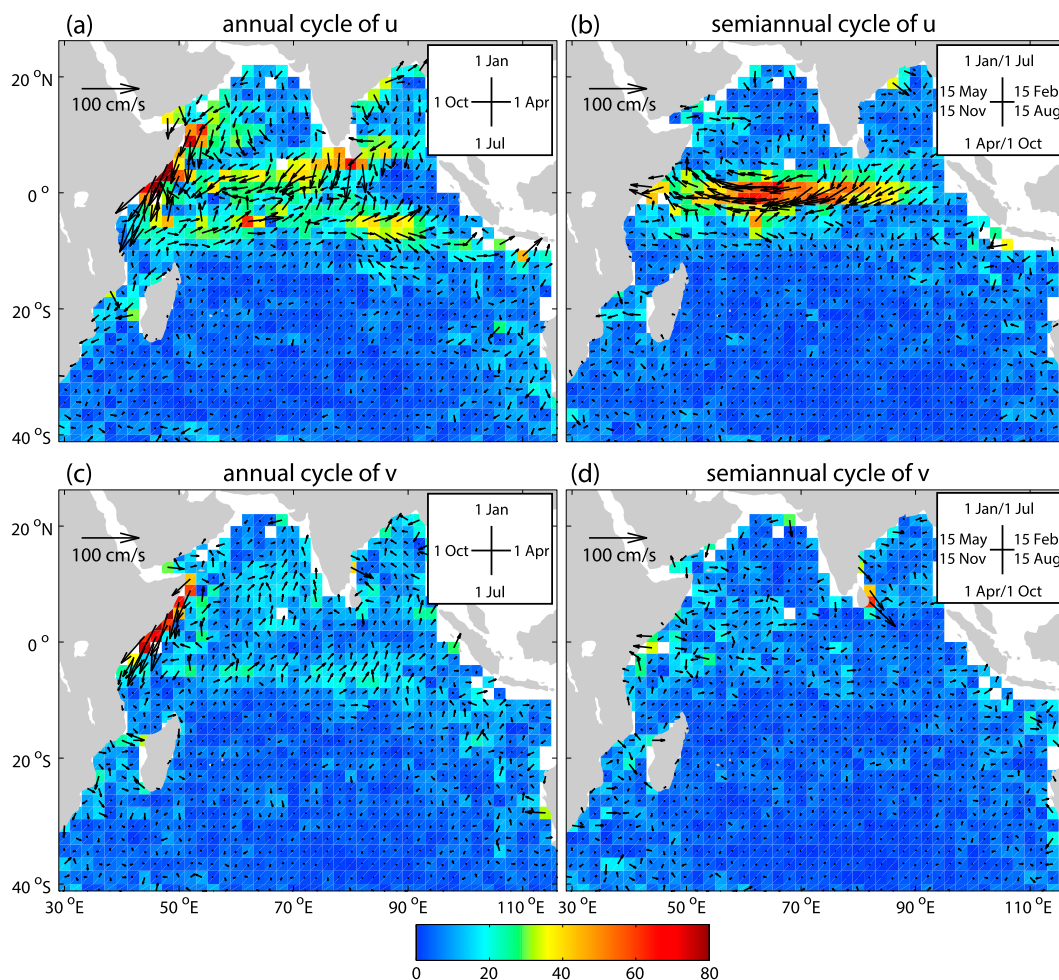 (a) annual cycle of u
(b) semiannual cycle of u
20 °N
0 °
20 °S
40 °S
100 cm/s
1 Jan
1 Oct 1 Apr
1 Jul
100 cm/s
1 Jan/1 Jul
15 May 15 Feb
15 Nov 15 Aug
1 Apr/1 Oct
(c) annual cycle of v
(d) semiannual cycle of v
20 °N
0 °
20 °S
40 °S
100 cm/s
1 Jan
1 Oct 1 Apr
1 Jul
100 cm/s
1 Jan/1 Jul
15 May 15 Feb
15 Nov 15 Aug
1 Apr/1 Oct
30 °E 50 °E 70 °E 90 °E 110 °E
30 °E 50 °E 70 °E 90 °E 110 °E
0 20 40 60 80